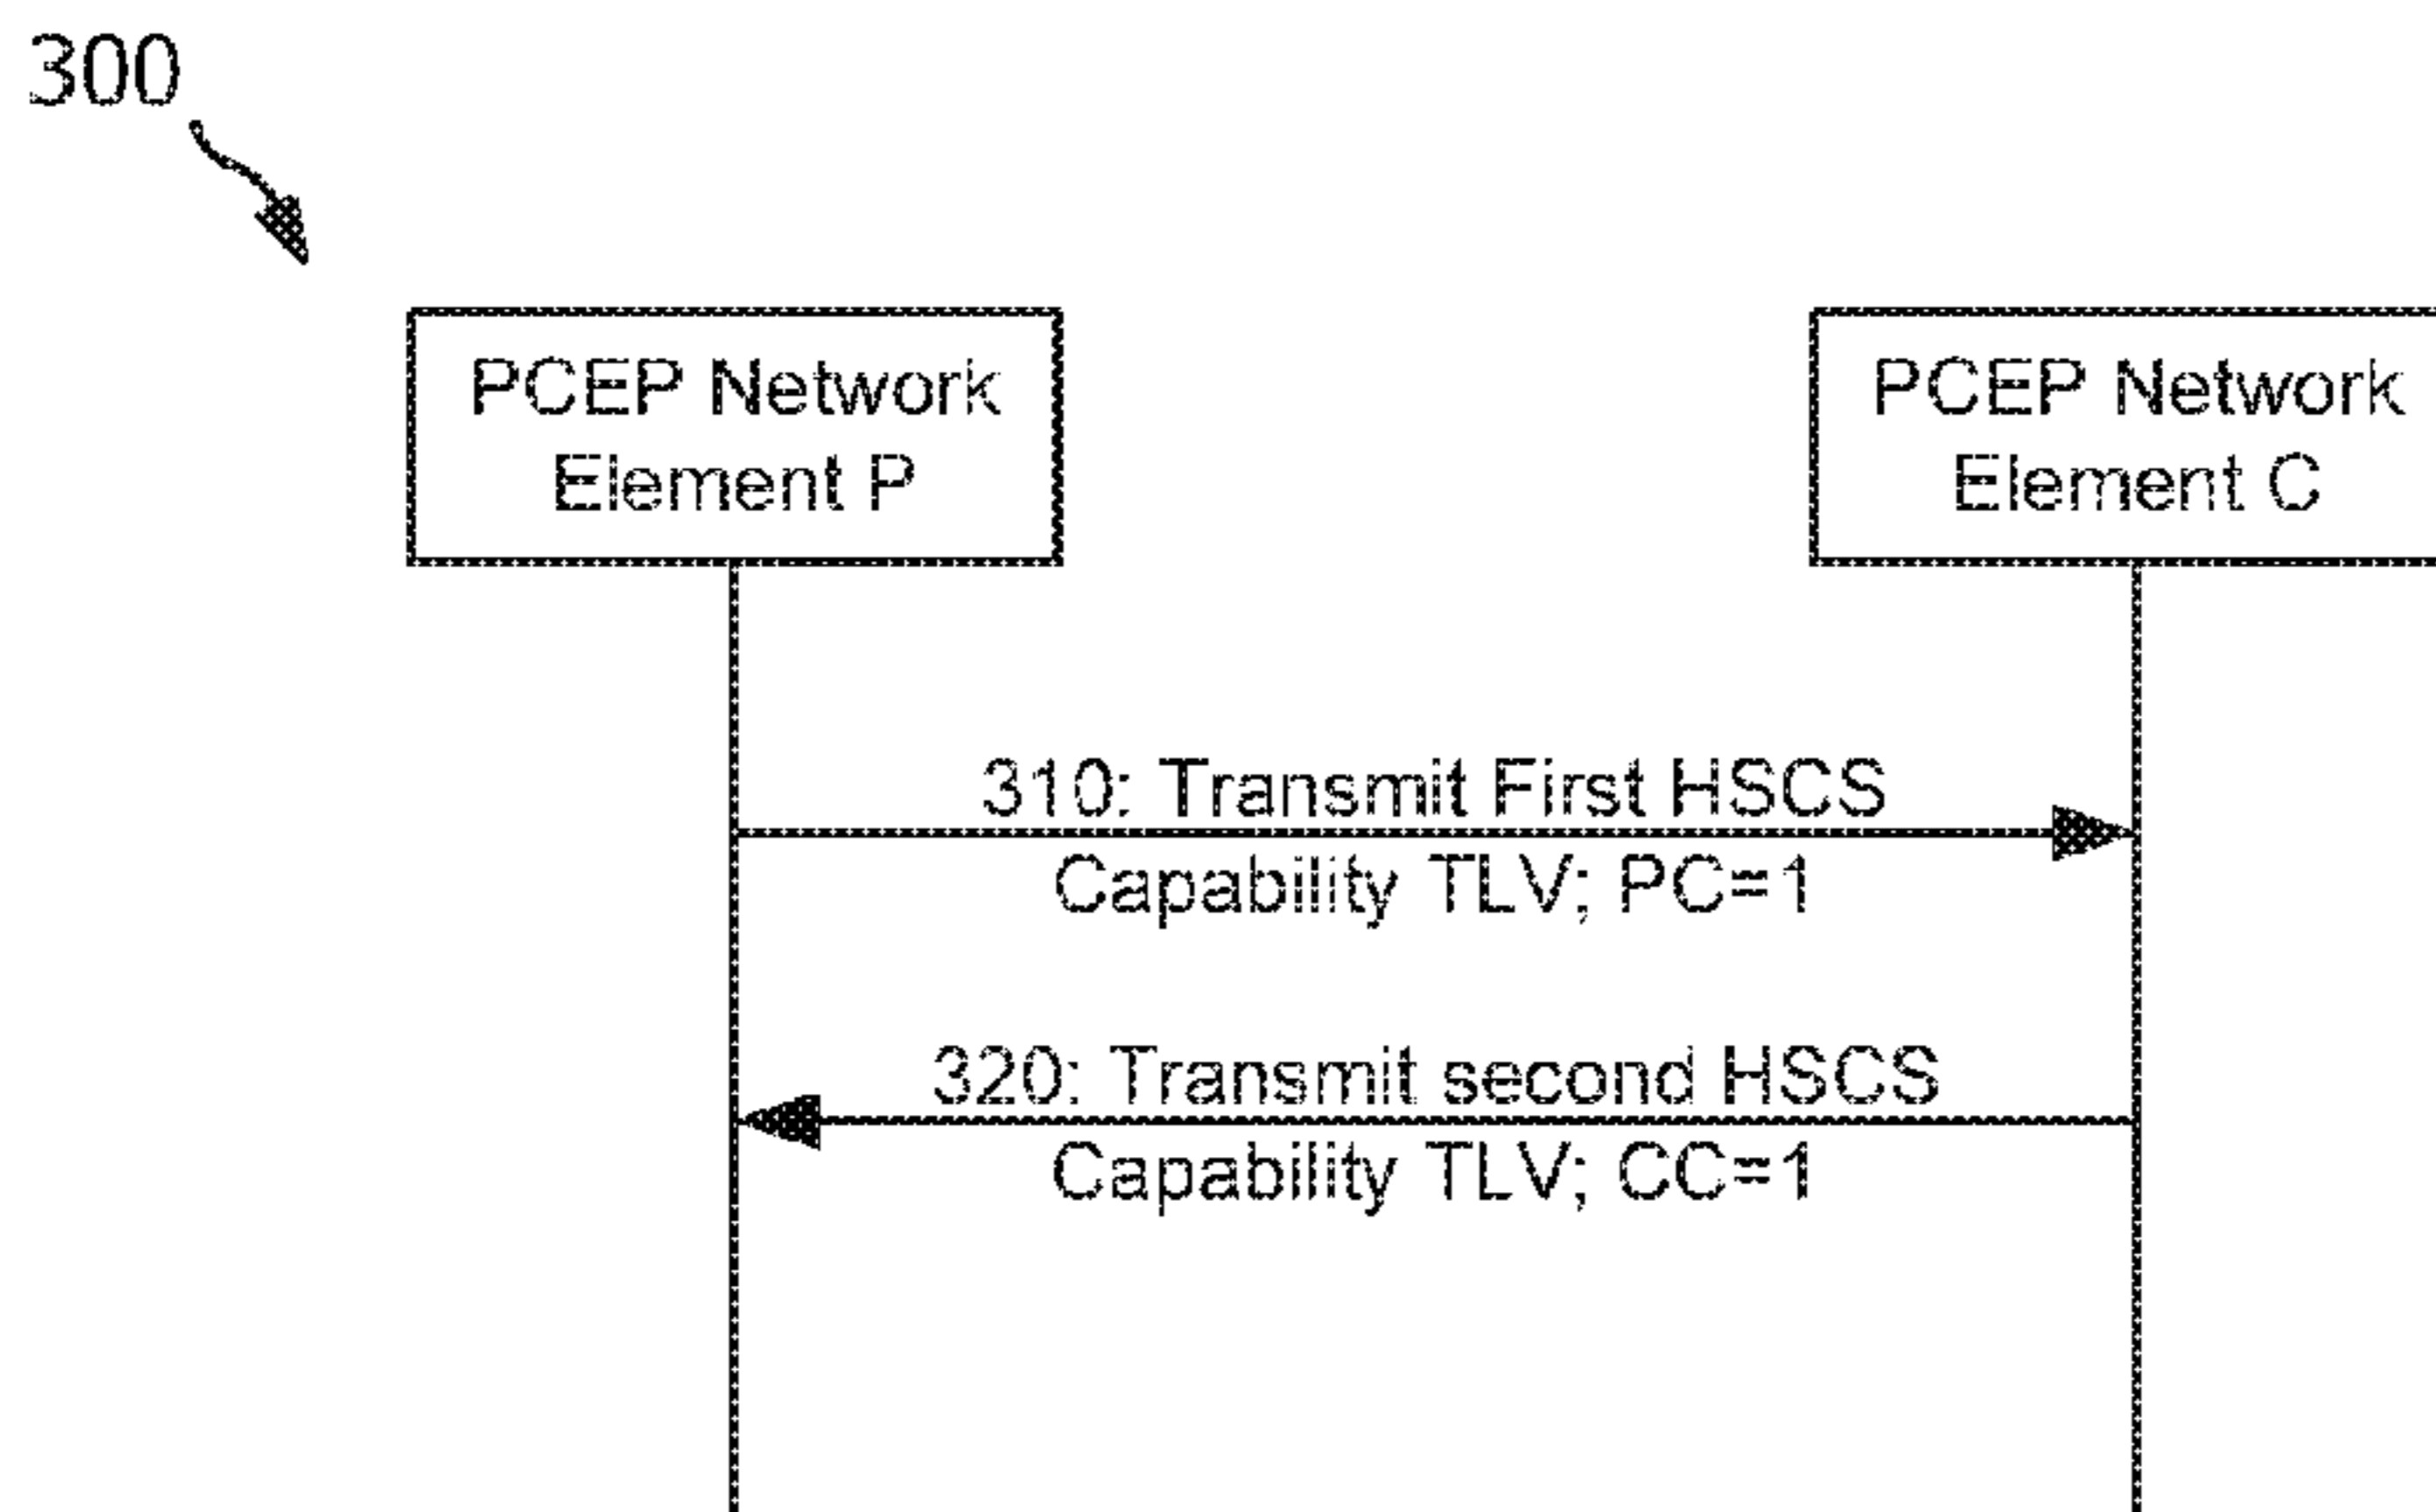 300
PCEP Network
Element P
PCEP Network
Element C
310: Transmit First HSCS
Capability TLV; PC=1
320: Transmit second HSCS
Capability TLV; CC=1